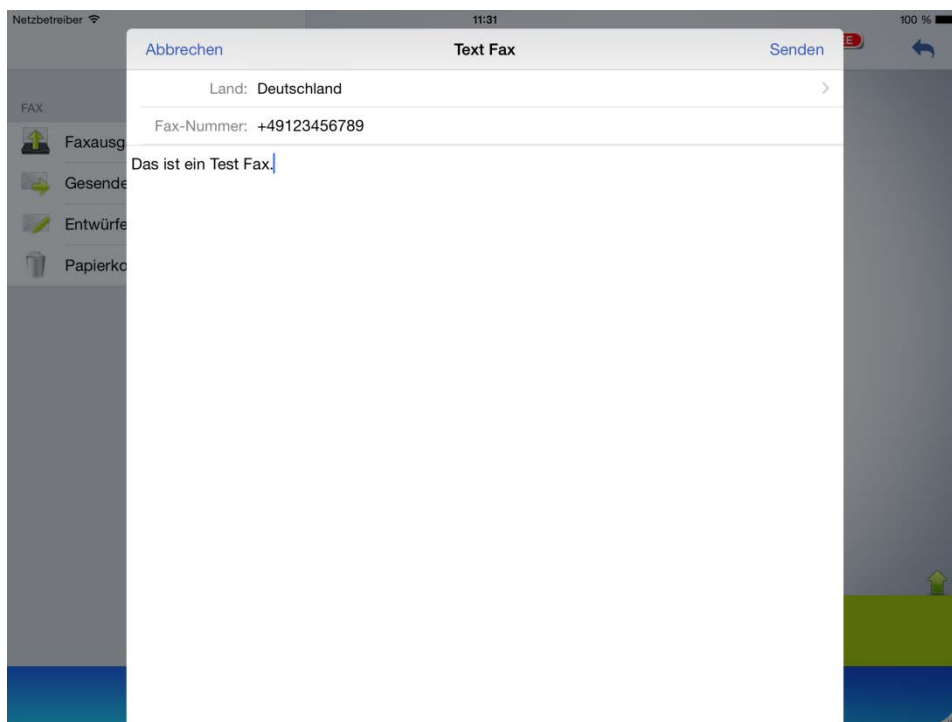 Netzbetreiber 11:31 100 %
Abbrechen Text Fax Senden
Land: Deutschland
FAX
Fax-Nummer: +49123456789
Faxausg
Das ist ein Test Fax.
Gesende
Entwürfe
Papierko